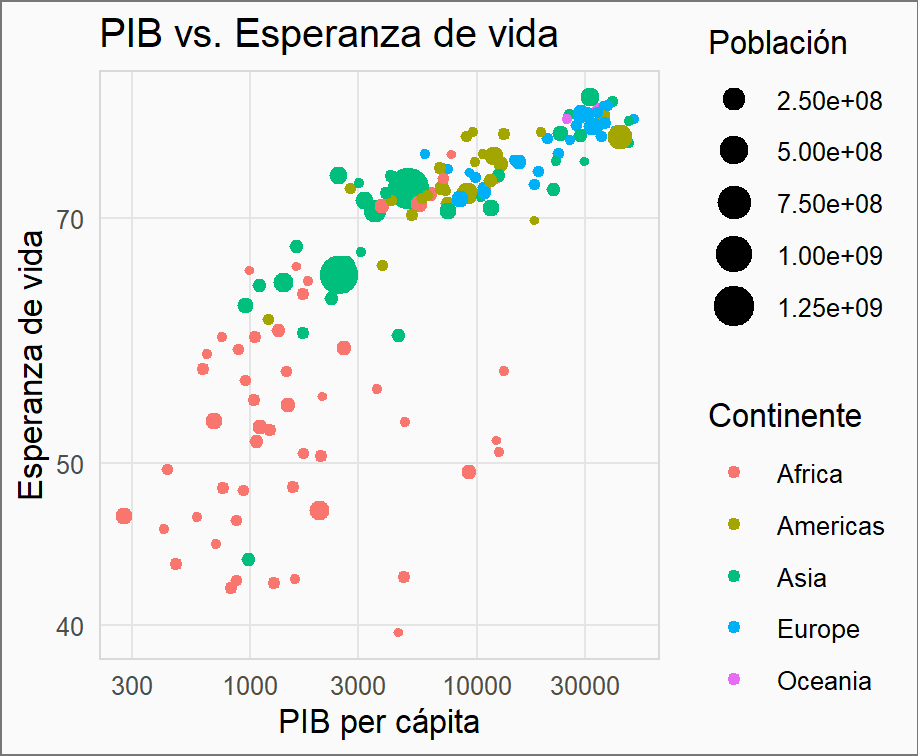 PIB vs. Esperanza de vida
Esperanza de vida
70
50
40
300
1000
3000
10000
30000
PIB per cápita
Población
2.50e+08
5.00e+08
7.50e+08
1.00e+09
1.25e+09
Continente
Africa
Americas
Asia
Europe
Oceania